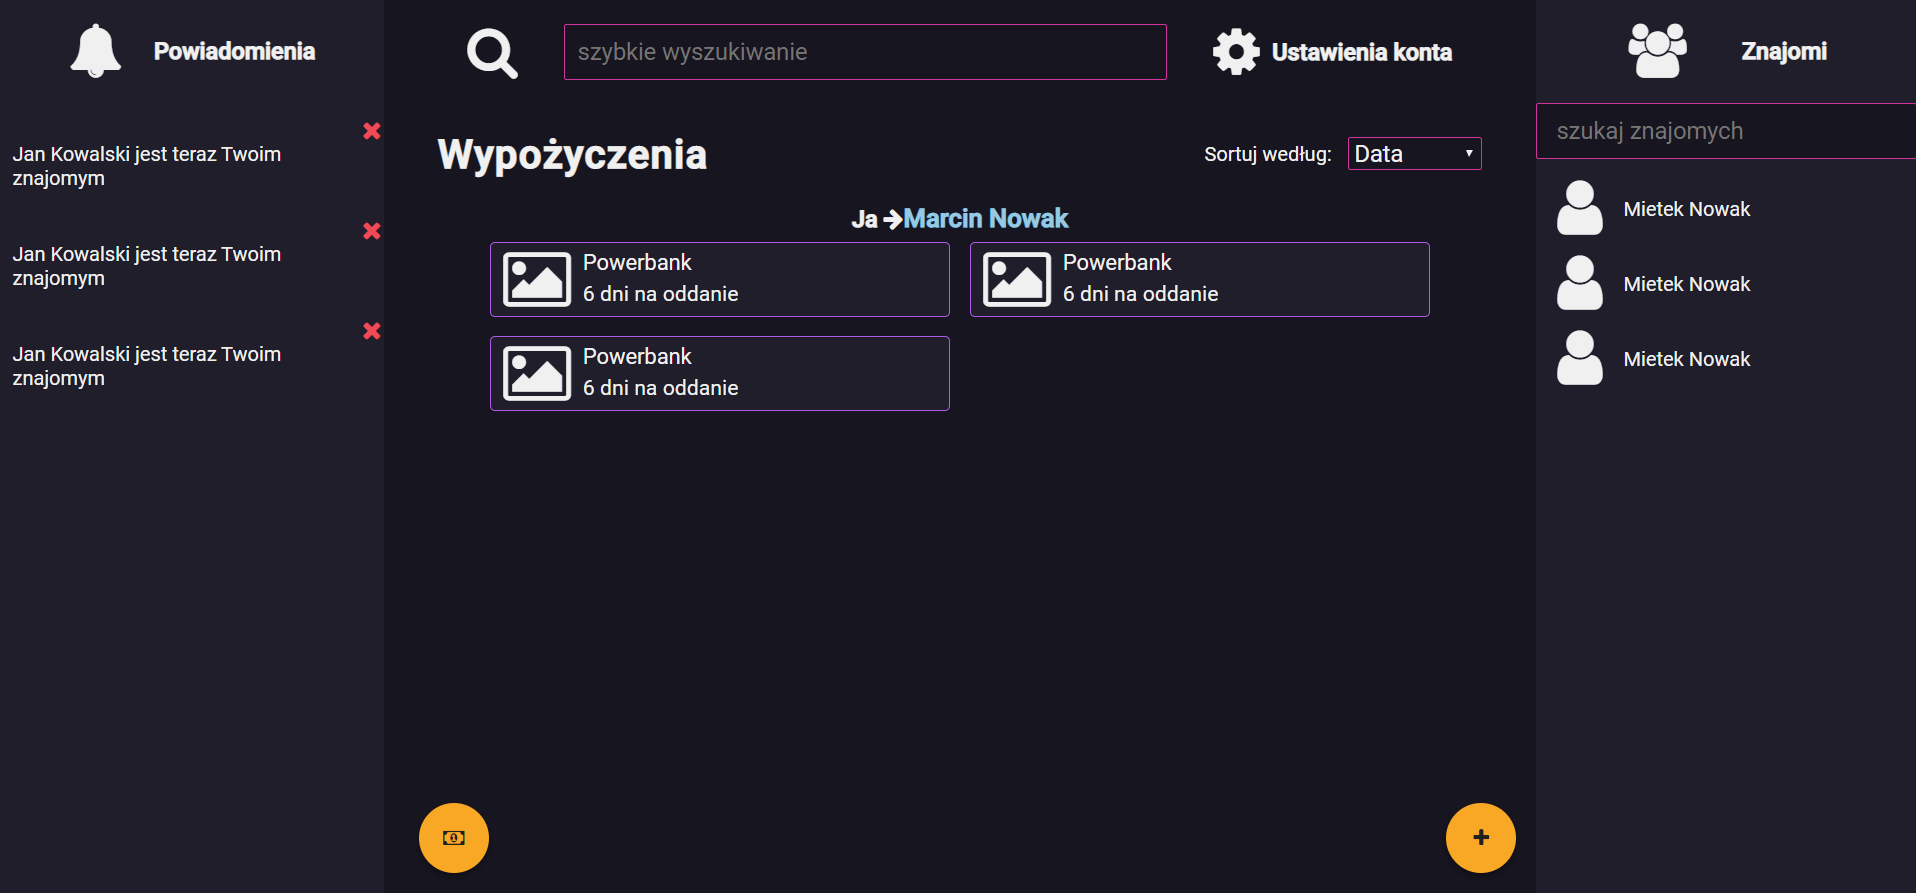 Powiadomienia
Jan Kowalski jest teraz Twoim
znajomym
Jan Kowalski jest teraz Twoim
znajomym
Jan Kowalski jest teraz Twoim
znajomym
szybkie wyszukiwanie
Ustawienia konta
Wypożyczenia
Sortuj według:
Data
Ja Marcin Nowak
Powerbank
6 dni na oddanie
Powerbank
6 dni na oddanie
Powerbank
6 dni na oddanie
Znajomi
szukaj znajomych
Mietek Nowak
Mietek Nowak
Mietek Nowak